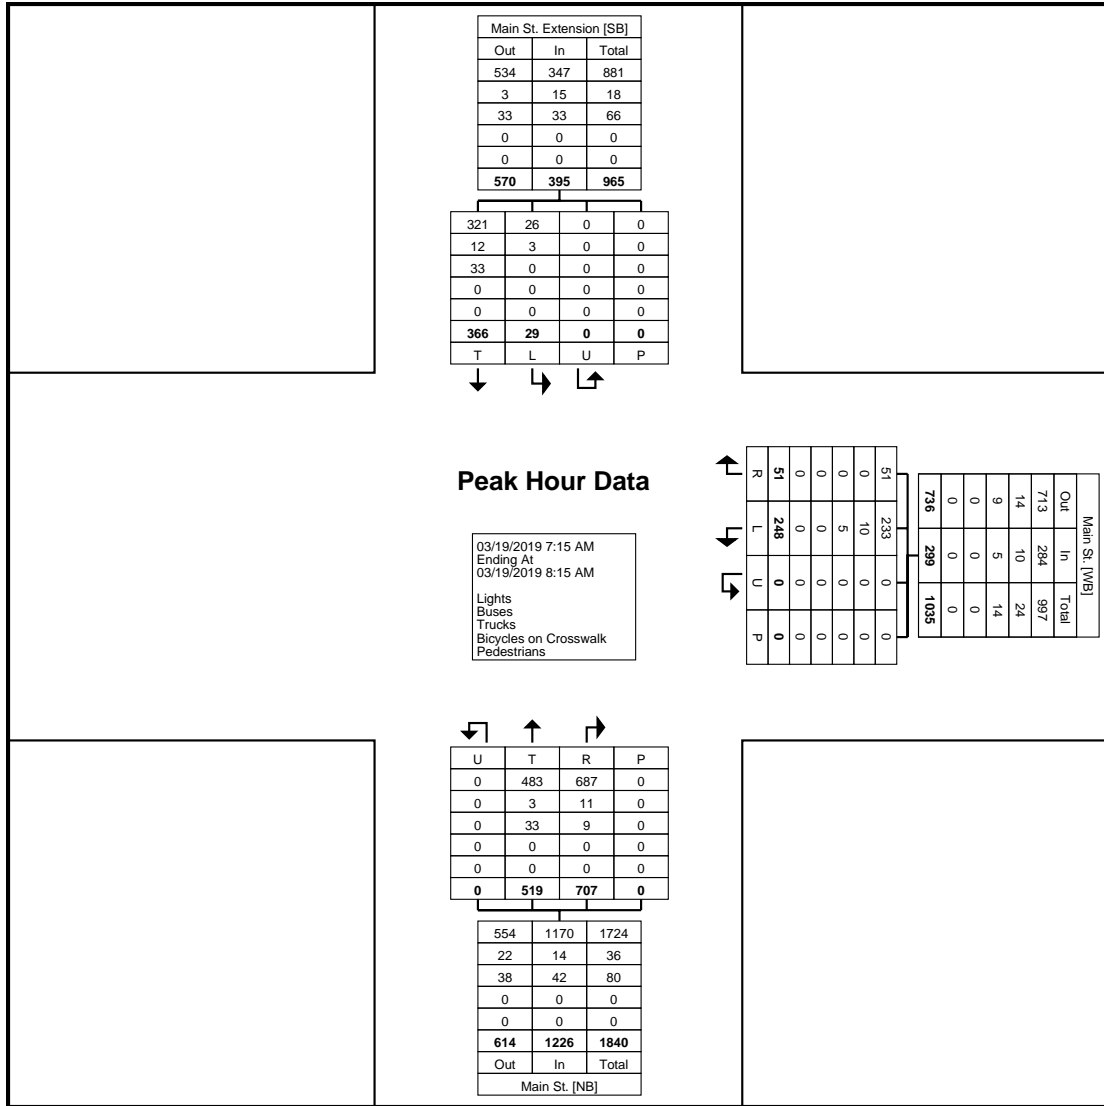 Main St. Extension [SB]
Out In Total
534 347 881
3 15 18
33 33 66
0 0 0
0 0 0
570 395 965
321 26 0 0
12 3 0 0
33 0 0 0
0 0 0 0
0 0 0 0
366 29 0 0
T L U P
Peak Hour Data
03/19/2019 7:15 AM
Ending At
03/19/2019 8:15 AM
Lights
Buses
Trucks
Bicycles on Crosswalk
Pedestrians
Main St. [WB]
Out In Total
713 284 997
14 10 24
9 5 14
0 0 0
0 0 0
736 299 1035
51 233 0 0
0 10 0 0
0 5 0 0
0 0 0 0
0 0 0 0
51 248 0 0
R L U P
U T R P
0 483 687 0
0 3 11 0
0 33 9 0
0 0 0 0
0 0 0 0
0 519 707 0
554 1170 1724
22 14 36
38 42 80
0 0 0
0 0 0
614 1226 1840
Out In Total
Main St. [NB]